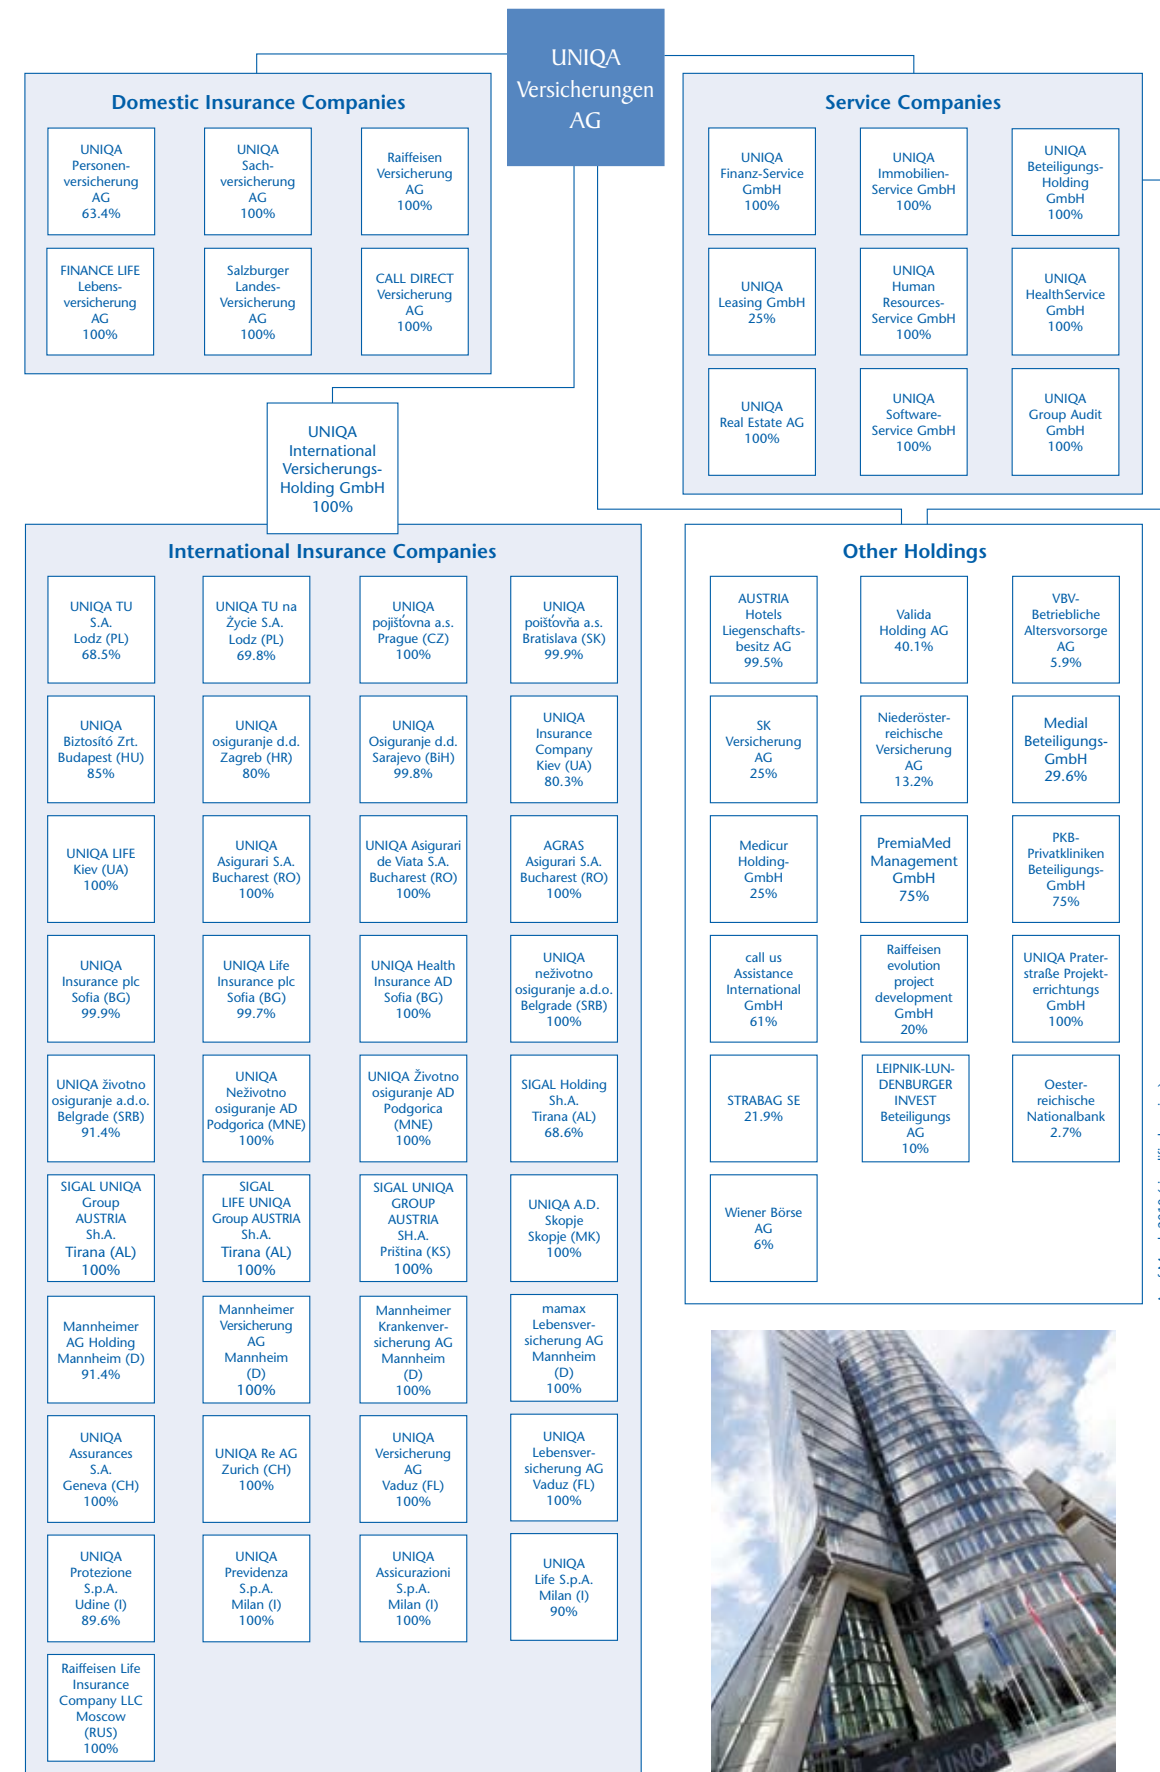 UNIQA
Versicherungen
AG
Domestic Insurance Companies
UNIQA
Personen-
versicherung
AG
63.4%
UNIQA
Sach-
versicherung
AG
100%
Raiffeisen
Versicherung
AG
100%
FINANCE LIFE
Lebens-
versicherung
AG
100%
Salzburger
Landes-
Versicherung
AG
100%
CALL DIRECT
Versicherung
AG
100%
Service Companies
UNIQA
Finanz-Service
GmbH
100%
UNIQA
Immobilien-
Service GmbH
100%
UNIQA
Beteiligungs-
Holding
GmbH
100%
UNIQA
Leasing GmbH
25%
UNIQA
Human
Resources-
Service GmbH
100%
UNIQA
HealthService
GmbH
100%
UNIQA
Real Estate AG
100%
UNIQA
Software-
Service GmbH
100%
UNIQA
Group Audit
GmbH
100%
UNIQA
International
Versicherungs-
Holding GmbH
100%
International Insurance Companies
UNIQA TU
S.A.
Lodz (PL)
68.5%
UNIQA TU na
Życie S.A.
Lodz (PL)
69.8%
UNIQA
pojišťovna a.s.
Prague (CZ)
100%
UNIQA
poisťovňa a.s.
Bratislava (SK)
99.9%
UNIQA
Biztosító Zrt.
Budapest (HU)
85%
UNIQA
osiguranje d.d.
Zagreb (HR)
80%
UNIQA
Osiguranje d.d.
Sarajevo (BiH)
99.8%
UNIQA
Insurance
Company
Kiev (UA)
80.3%
UNIQA LIFE
Kiev (UA)
100%
UNIQA
Asigurari S.A.
Bucharest (RO)
100%
UNIQA Asigurari
de Viata S.A.
Bucharest (RO)
100%
AGRAS
Asigurari S.A.
Bucharest (RO)
100%
UNIQA
Insurance plc
Sofia (BG)
99.9%
UNIQA Life
Insurance plc
Sofia (BG)
99.7%
UNIQA Health
Insurance AD
Sofia (BG)
100%
UNIQA
neživotno
osiguranje a.d.o.
Belgrade (SRB)
100%
UNIQA životno
osiguranje a.d.o.
Belgrade (SRB)
91.4%
UNIQA
Neživotno
osiguranje AD
Podgorica (MNE)
100%
UNIQA Životno
osiguranje AD
Podgorica
(MNE)
100%
SIGAL Holding
Sh.A.
Tirana (AL)
68.6%
SIGAL UNIQA
Group
AUSTRIA
Sh.A.
Tirana (AL)
100%
SIGAL
LIFE UNIQA
Group AUSTRIA
Sh.A.
Tirana (AL)
100%
SIGAL UNIQA
GROUP
AUSTRIA
SH.A.
Priština (KS)
100%
UNIQA A.D.
Skopje
Skopje (MK)
100%
Mannheimer
AG Holding
Mannheim (D)
91.4%
Mannheimer
Versicherung
AG
Mannheim
(D)
100%
Mannheimer
Krankenver-
sicherung AG
Mannheim
(D)
100%
mamax
Lebensver-
sicherung AG
Mannheim
(D)
100%
UNIQA
Assurances
S.A.
Geneva (CH)
100%
UNIQA Re AG
Zurich (CH)
100%
UNIQA
Versicherung
AG
Vaduz (FL)
100%
UNIQA
Lebensver-
sicherung AG
Vaduz (FL)
100%
UNIQA
Protezione
S.p.A.
Udine (I)
89.6%
UNIQA
Previdenza
S.p.A.
Milan (I)
100%
UNIQA
Assicurazioni
S.p.A.
Milan (I)
100%
UNIQA
Life S.p.A.
Milan (I)
90%
Raiffeisen Life
Insurance
Company LLC
Moscow
(RUS)
100%
Other Holdings
AUSTRIA
Hotels
Liegenschafts-
besitz AG
99.5%
Valida
Holding AG
40.1%
VBV-
Betriebliche
Altersvorsorge
AG
5.9%
SK
Versicherung
AG
25%
Niederöster-
reichische
Versicherung
AG
13.2%
Medial
Beteiligungs-
GmbH
29.6%
Medicur
Holding-
GmbH
25%
PremiaMed
Management
GmbH
75%
PKB-
Privatkliniken
Beteiligungs-
GmbH
75%
call us
Assistance
International
GmbH
61%
Raiffeisen
evolution
project
development
GmbH
20%
UNIQA Prater-
straße Projekt-
errichtungs
GmbH
100%
STRABAG SE
21.9%
LEIPNIK-LUN-
DENBURGER
INVEST
Beteiligungs
AG
10%
Oester-
reichische
Nationalbank
2.7%
Wiener Börse
AG
6%
UNIQA